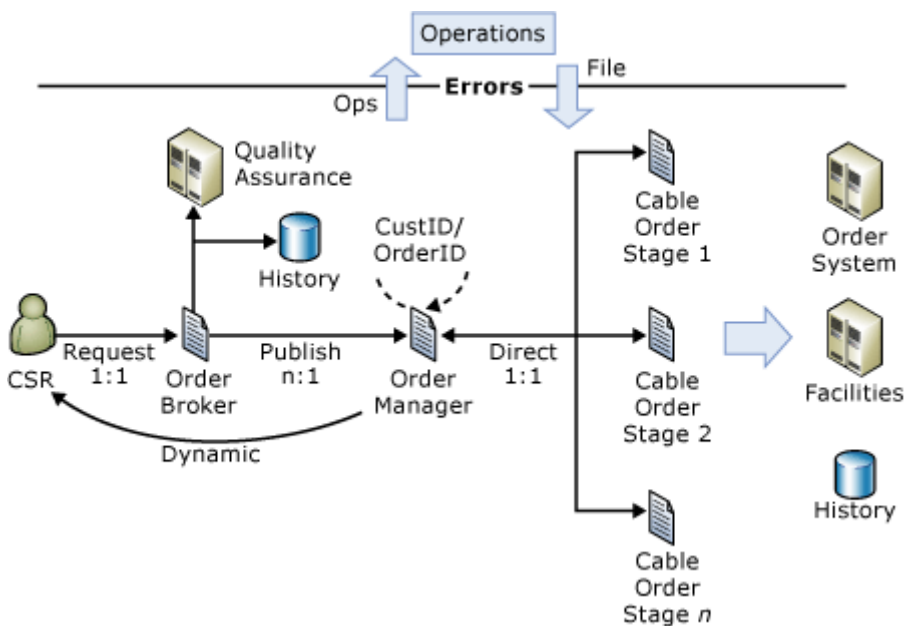 Operations
File
Ops
Errors
Quality
Assurance
CustID/
OrderID
History
Cable
Order
Stage 1
Order
System
CSR
Request
1:1
Order
Broker
Publish
n:1
Order
Manager
Direct
1:1
Cable
Order
Stage 2
Facilities
Dynamic
History
Cable
Order
Stage n